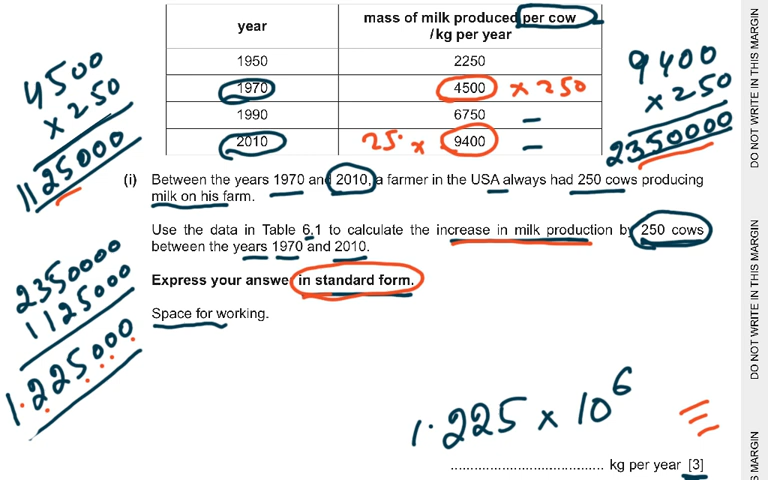 year
mass of milk produced per cow
/kg per year
1950 2250
1970 4500 × 250
1990 6750 =
2010 25· × 9400 =
4500
× 250
1125000
9400
× 250
2350000
(i) Between the years 1970 and 2010, a farmer in the USA always had 250 cows producing
milk on his farm.
Use the data in Table 6.1 to calculate the increase in milk production by 250 cows
between the years 1970 and 2010.
Express your answe in standard form.
Space for working.
2350000
1125000
1.225000
1.225 × 10⁶
...................................... kg per year [3]
DO NOT WRITE IN THIS MARGIN
DO NOT WRITE IN THIS MARGIN
S MARGIN